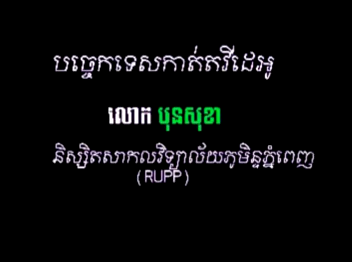 បច្ចេកទេសកាត់តវីដេអូ
លោក ប៊ុនសុខា
និស្សិតសាកលវិទ្យាល័យភូមិន្ទភ្នំពេញ
(RUPP)